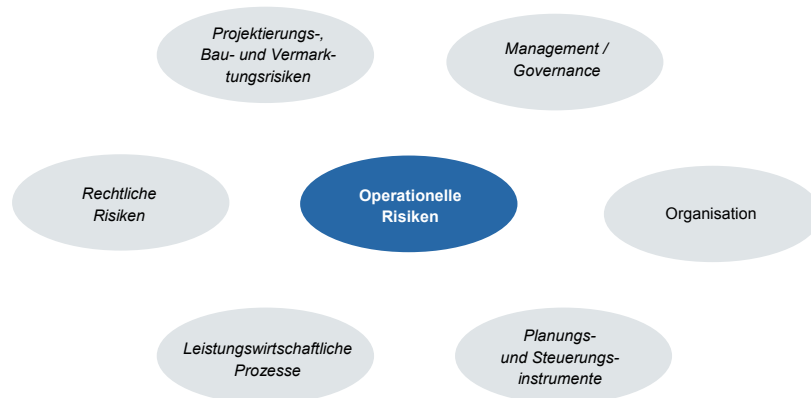 Projektierungs-,
Bau- und Vermark-
tungsrisiken
Management /
Governance
Rechtliche
Risiken
Operationelle
Risiken
Organisation
Leistungswirtschaftliche
Prozesse
Planungs-
und Steuerungs-
instrumente